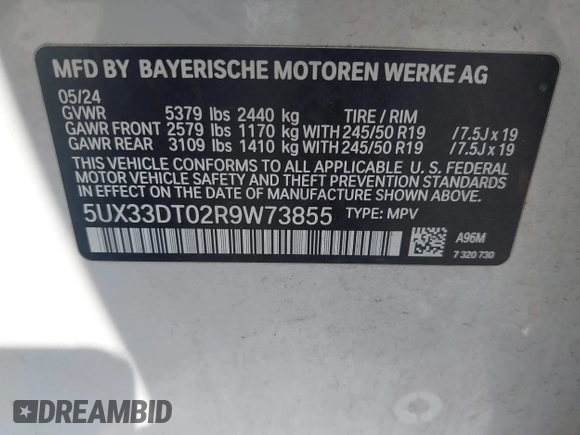 MFD BY BAYERISCHE MOTOREN WERKE AG
05/24
GVWR 5379 lbs 2440 kg TIRE / RIM
GAWR FRONT 2579 lbs 1170 kg WITH 245/50 R19 /7.5J x 19
GAWR REAR 3109 lbs 1410 kg WITH 245/50 R19 /7.5J x 19
THIS VEHICLE CONFORMS TO ALL APPLICABLE U. S. FEDERAL
MOTOR VEHICLE SAFETY AND THEFT PREVENTION STANDARDS
IN EFFECT ON THE DATE OF MANUFACTURE SHOWN ABOVE.
5UX33DT02R9W73855 TYPE: MPV
A96M
7 320 730
DREAMBID